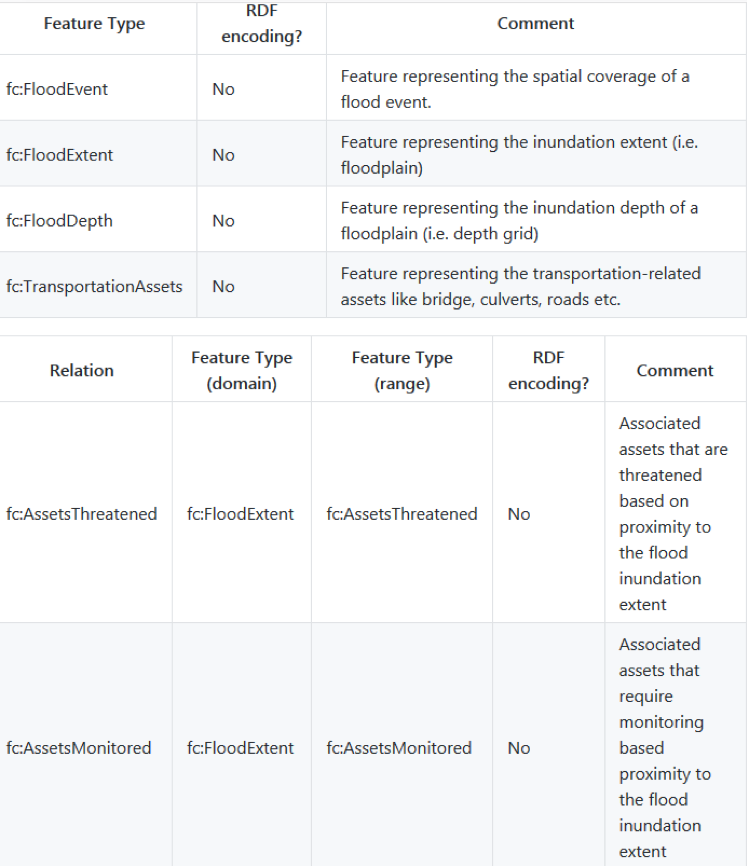 Feature Type RDF encoding? Comment
fc:FloodEvent No Feature representing the spatial coverage of a
flood event.
fc:FloodExtent No Feature representing the inundation extent (i.e.
floodplain)
fc:FloodDepth No Feature representing the inundation depth of a
floodplain (i.e. depth grid)
fc:TransportationAssets No Feature representing the transportation-related
assets like bridge, culverts, roads etc.
Relation Feature Type (domain) Feature Type (range) RDF encoding? Comment
fc:AssetsThreatened fc:FloodExtent fc:AssetsThreatened No Associated
assets that are
threatened
based on
proximity to
the flood
inundation
extent
fc:AssetsMonitored fc:FloodExtent fc:AssetsMonitored No Associated
assets that
require
monitoring
based
proximity to
the flood
inundation
extent